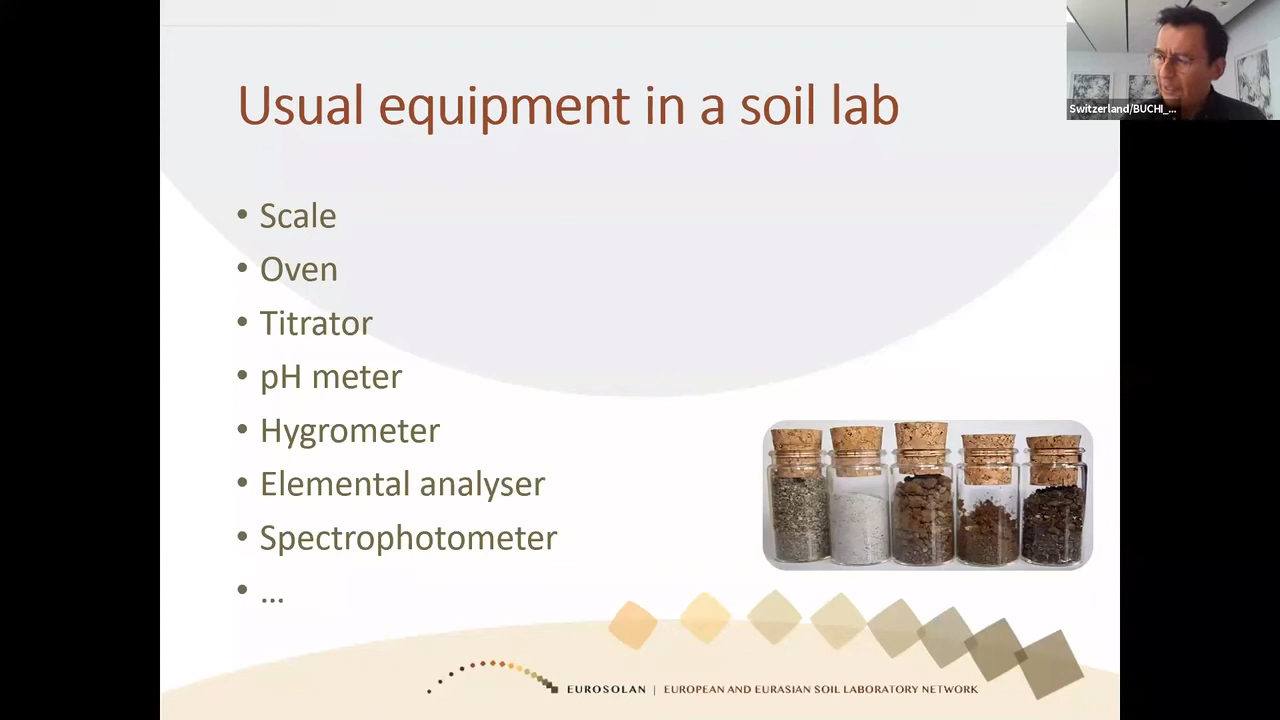 Usual equipment in a soil lab
Switzerland/BUCHI_...
• Scale
• Oven
• Titrator
• pH meter
• Hygrometer
• Elemental analyser
• Spectrophotometer
• ...
EUROSOLAN | EUROPEAN AND EURASIAN SOIL LABORATORY NETWORK